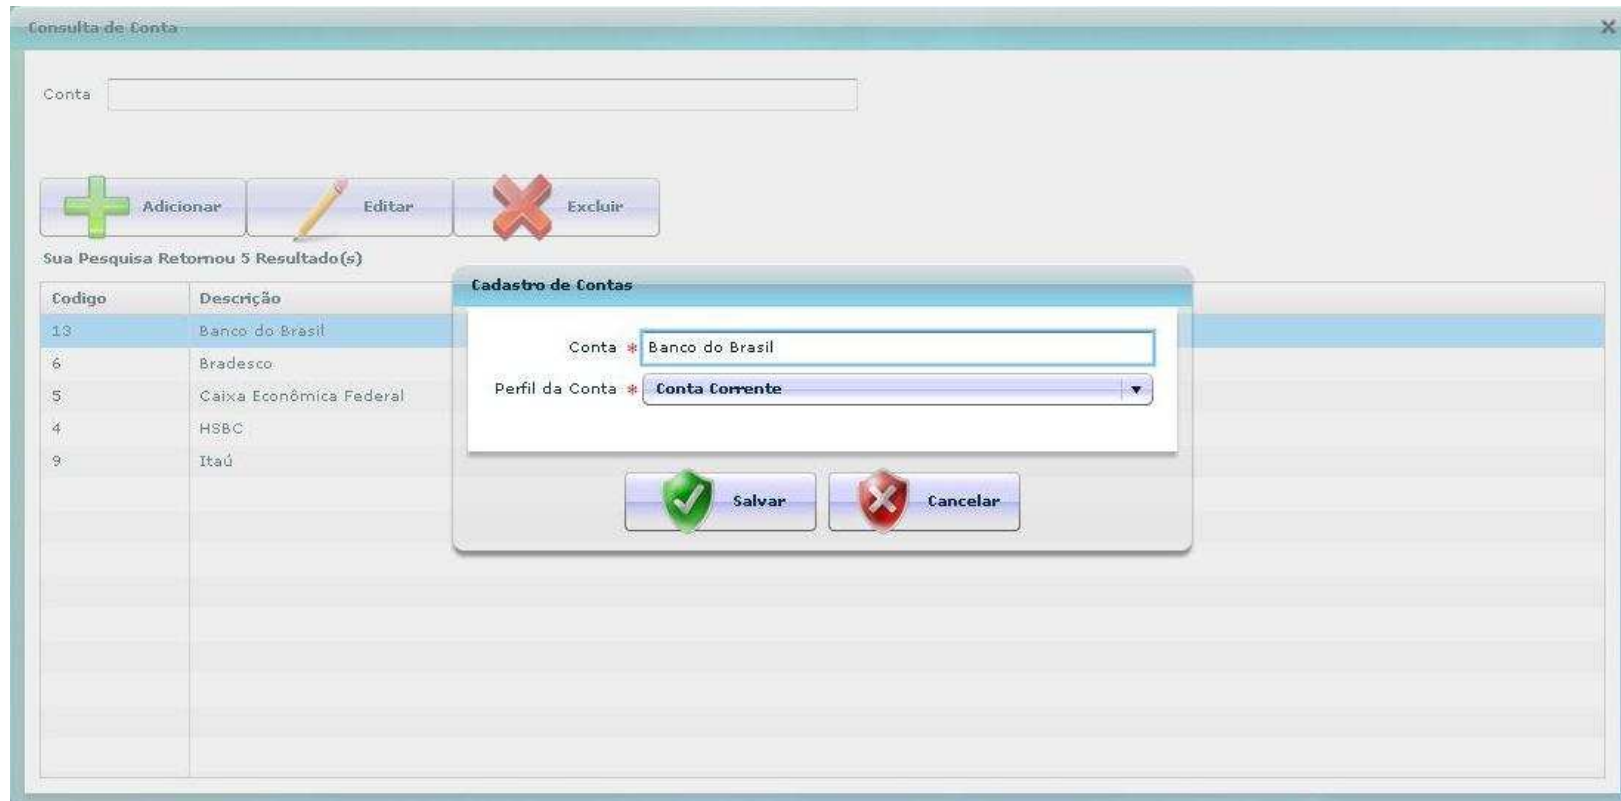 Consulta de Conta
Conta
Adicionar Editar Excluir
Sua Pesquisa Retornou 5 Resultado(s)
Codigo Descrição
13 Banco do Brasil
6 Bradesco
5 Caixa Econômica Federal
4 HSBC
9 Itaú
Cadastro de Contas
Conta * Banco do Brasil
Perfil da Conta * Conta Corrente
Salvar Cancelar